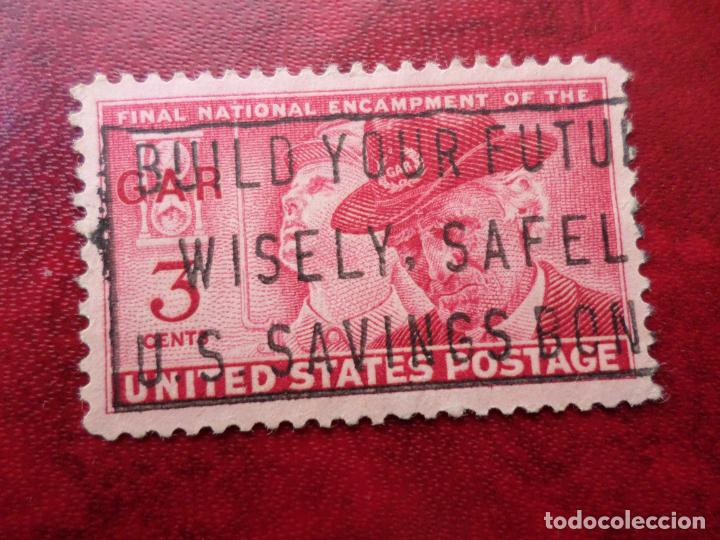 FINAL NATIONAL ENCAMPMENT OF THE
BUILD YOUR FUTU
GAR
GAR
WISELY, SAFEL
3
CENTS
U.S. SAVINGS BON
UNITED STATES POSTAGE
todocoleccion